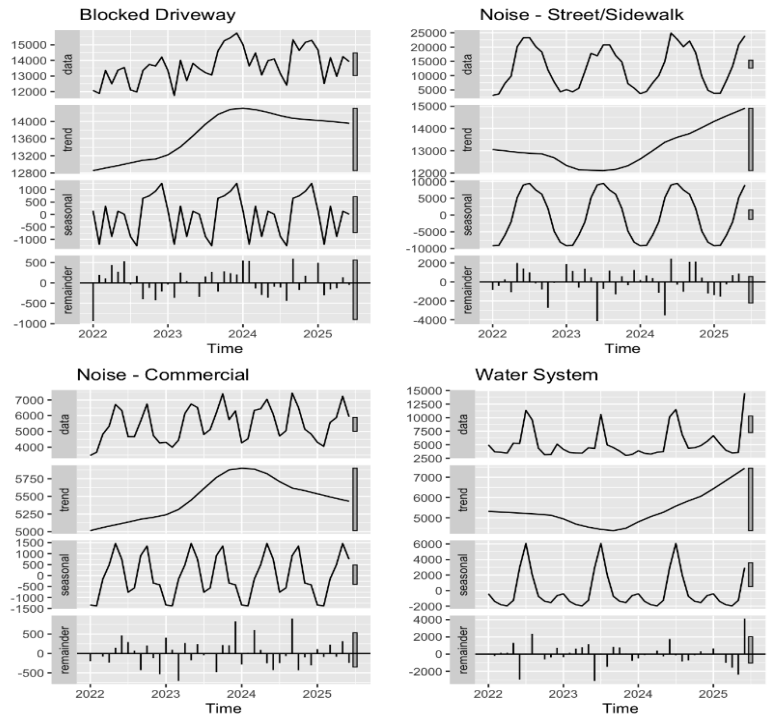 Blocked Driveway
15000
14000
13000
12000
data
14000
13600
13200
12800
trend
1000
500
0
-500
-1000
seasonal
500
0
-500
-1000
remainder
2022 2023 2024 2025
Time
Noise - Street/Sidewalk
25000
20000
15000
10000
5000
data
15000
14000
13000
12000
trend
10000
5000
0
-5000
-10000
seasonal
2000
0
-2000
-4000
remainder
2022 2023 2024 2025
Time
Noise - Commercial
7000
6000
5000
4000
data
5750
5500
5250
5000
trend
1500
1000
500
0
-500
-1000
-1500
seasonal
500
0
-500
remainder
2022 2023 2024 2025
Time
Water System
15000
12500
10000
7500
5000
2500
data
7000
6000
5000
trend
6000
4000
2000
0
-2000
seasonal
4000
2000
0
-2000
remainder
2022 2023 2024 2025
Time